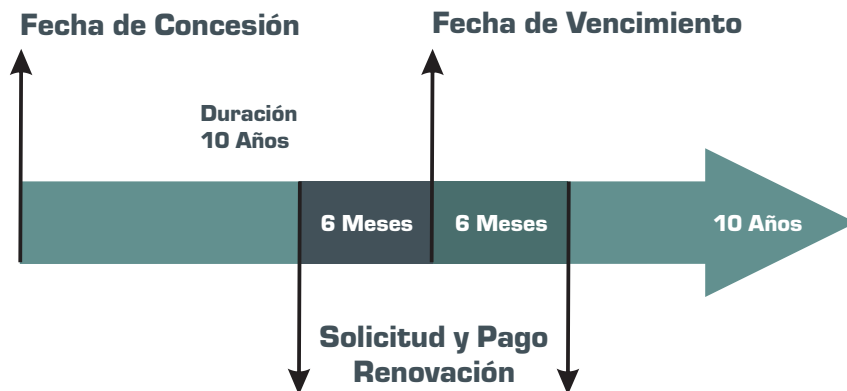 Fecha de Concesión
Fecha de Vencimiento
Duración
10 Años
6 Meses
6 Meses
10 Años
Solicitud y Pago
Renovación